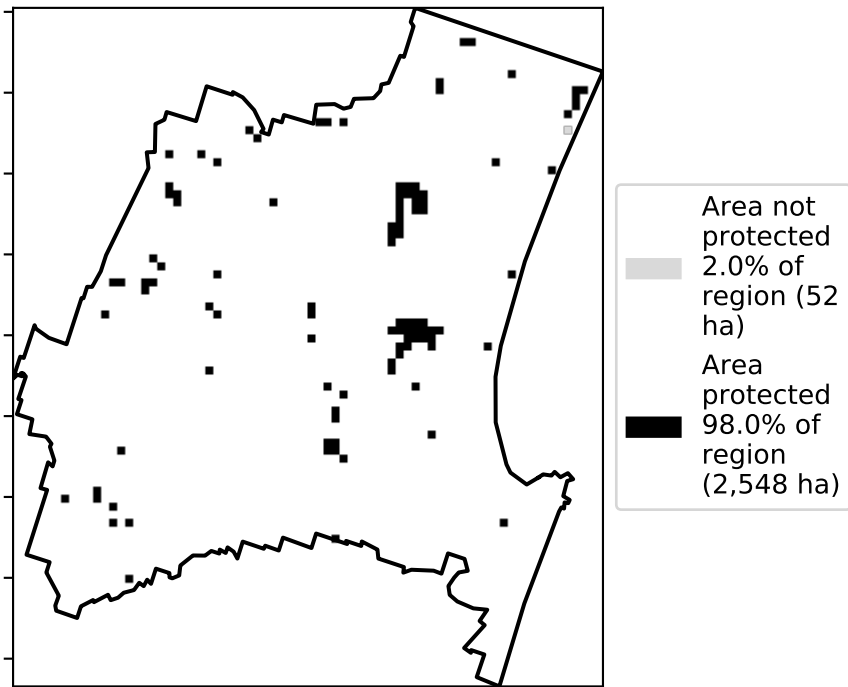 Area not
protected
2.0% of
region (52
ha)
Area
protected
98.0% of
region
(2,548 ha)